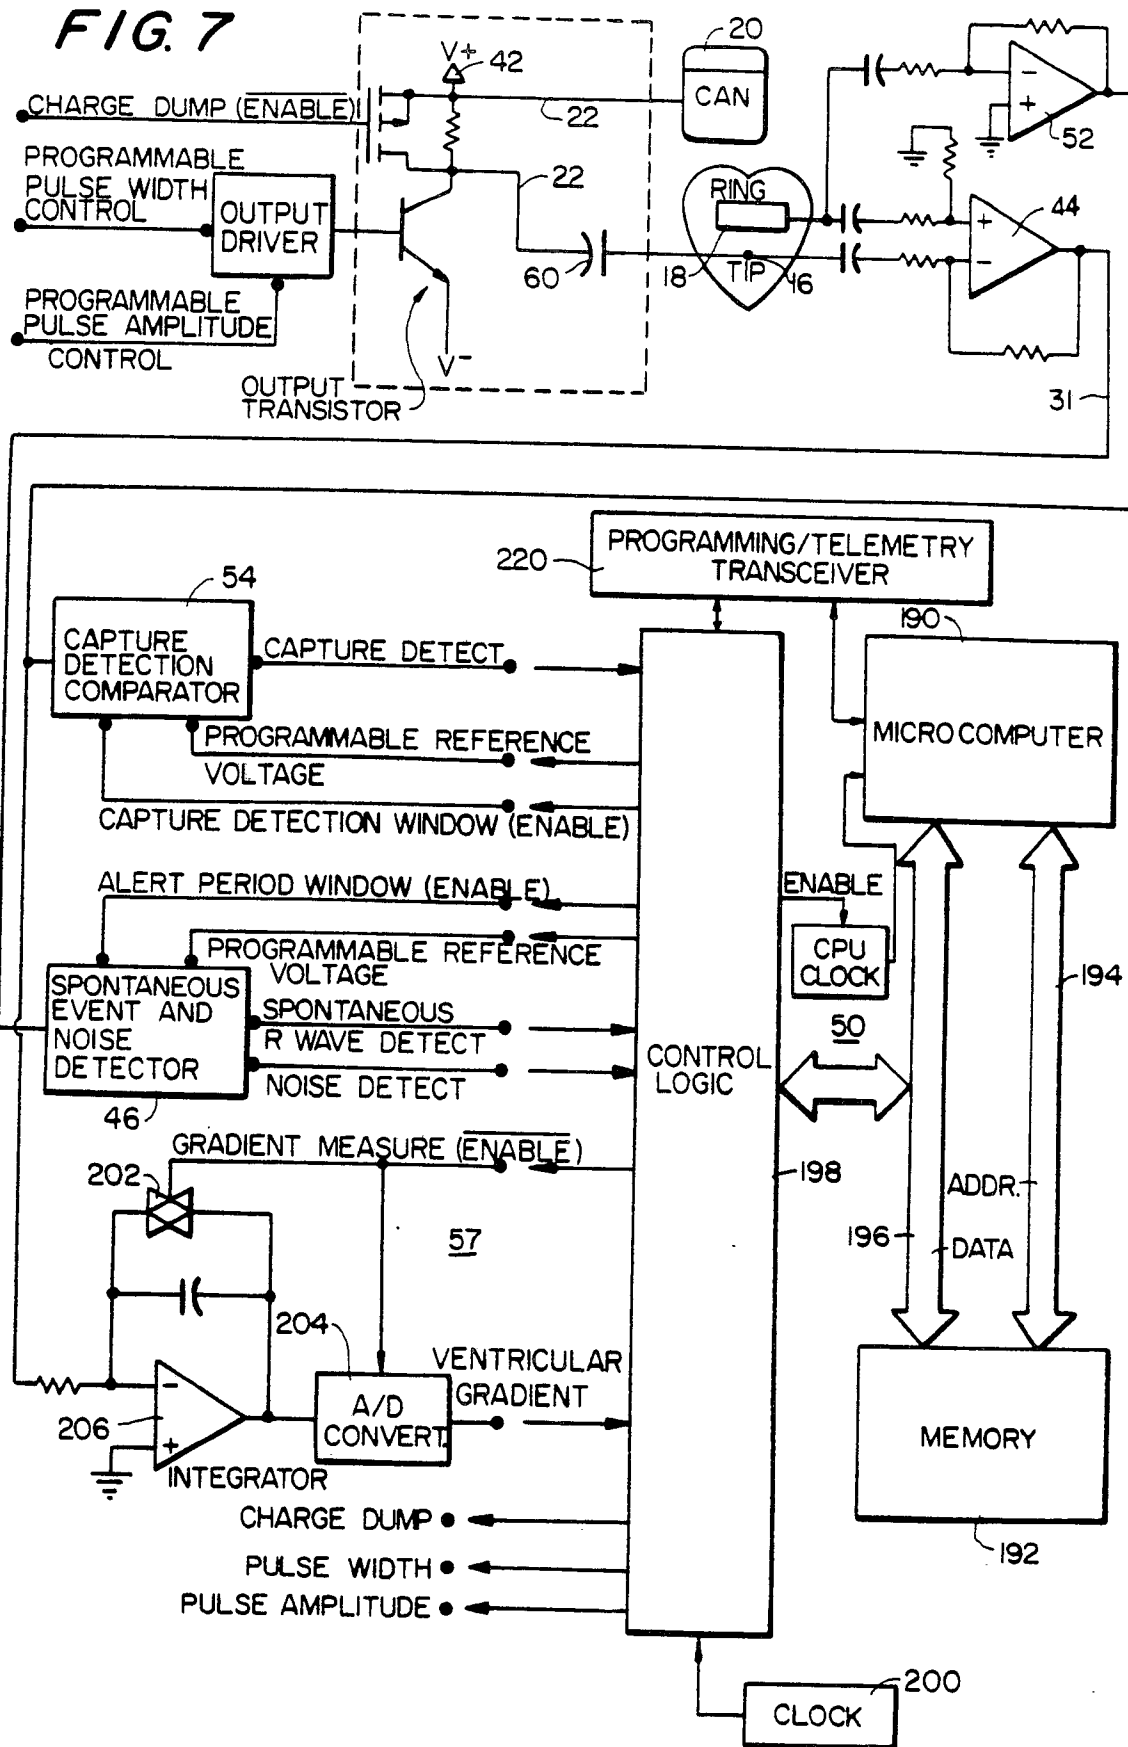 FIG. 7
V+
42
20
CAN
22
CHARGE DUMP (ENABLE)
52
PROGRAMMABLE
PULSE WIDTH
CONTROL
OUTPUT
DRIVER
22
RING
18
TIP
16
44
60
PROGRAMMABLE
PULSE AMPLITUDE
CONTROL
V-
OUTPUT
TRANSISTOR
31
PROGRAMMING/TELEMETRY
TRANSCEIVER
220
54
CAPTURE
DETECTION
COMPARATOR
CAPTURE DETECT
190
MICROCOMPUTER
PROGRAMMABLE REFERENCE
VOLTAGE
CAPTURE DETECTION WINDOW (ENABLE)
ALERT PERIOD WINDOW (ENABLE)
ENABLE
CPU
CLOCK
PROGRAMMABLE REFERENCE
VOLTAGE
SPONTANEOUS
EVENT AND
NOISE
DETECTOR
SPONTANEOUS
R WAVE DETECT
NOISE DETECT
46
50
194
CONTROL
LOGIC
GRADIENT MEASURE (ENABLE)
202
198
57
ADDR.
196
DATA
204
VENTRICULAR
GRADIENT
A/D
CONVERT.
-
+
206
INTEGRATOR
MEMORY
192
CHARGE DUMP
PULSE WIDTH
PULSE AMPLITUDE
200
CLOCK